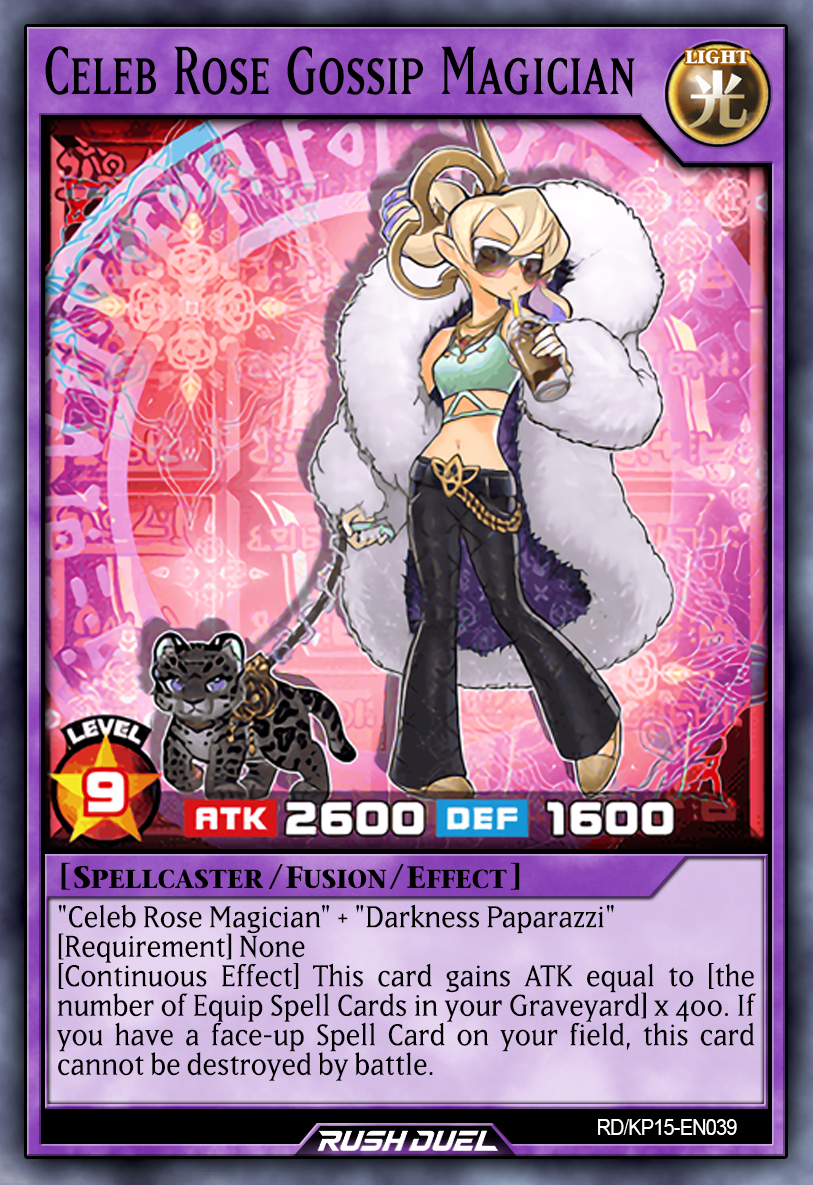 Celeb Rose Gossip Magician
LIGHT
光
LEVEL
9
ATK 2600 DEF 1600
[Spellcaster/Fusion/Effect]
"Celeb Rose Magician" + "Darkness Paparazzi"
[Requirement] None
[Continuous Effect] This card gains ATK equal to [the
number of Equip Spell Cards in your Graveyard] x 400. If
you have a face-up Spell Card on your field, this card
cannot be destroyed by battle.
RD/KP15-EN039
RUSH DUEL